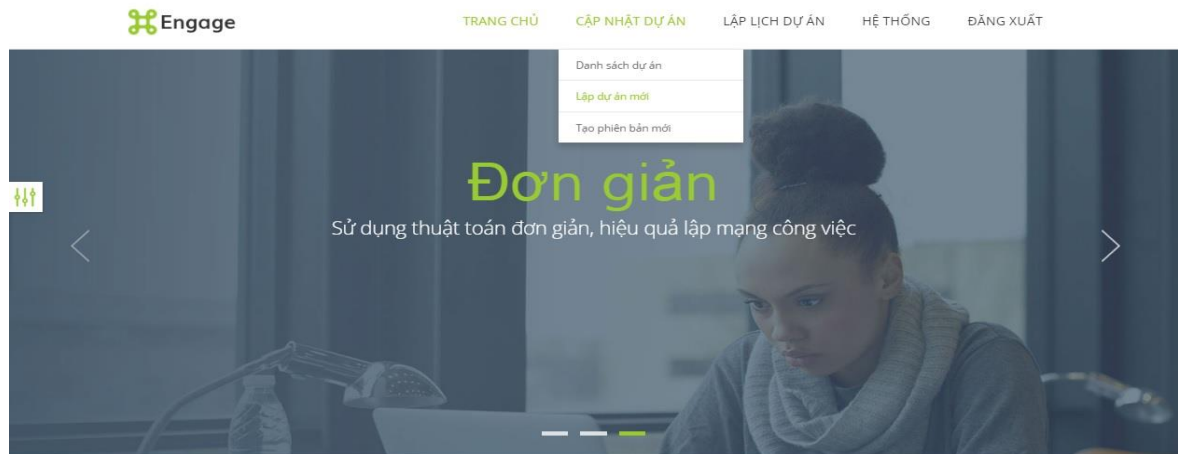 Engage
TRANG CHỦ CẬP NHẬT DỰ ÁN LẬP LỊCH DỰ ÁN HỆ THỐNG ĐĂNG XUẤT
Danh sách dự án
Lập dự án mới
Tạo phiên bản mới
Đơn giản
Sử dụng thuật toán đơn giản, hiệu quả lập mạng công việc